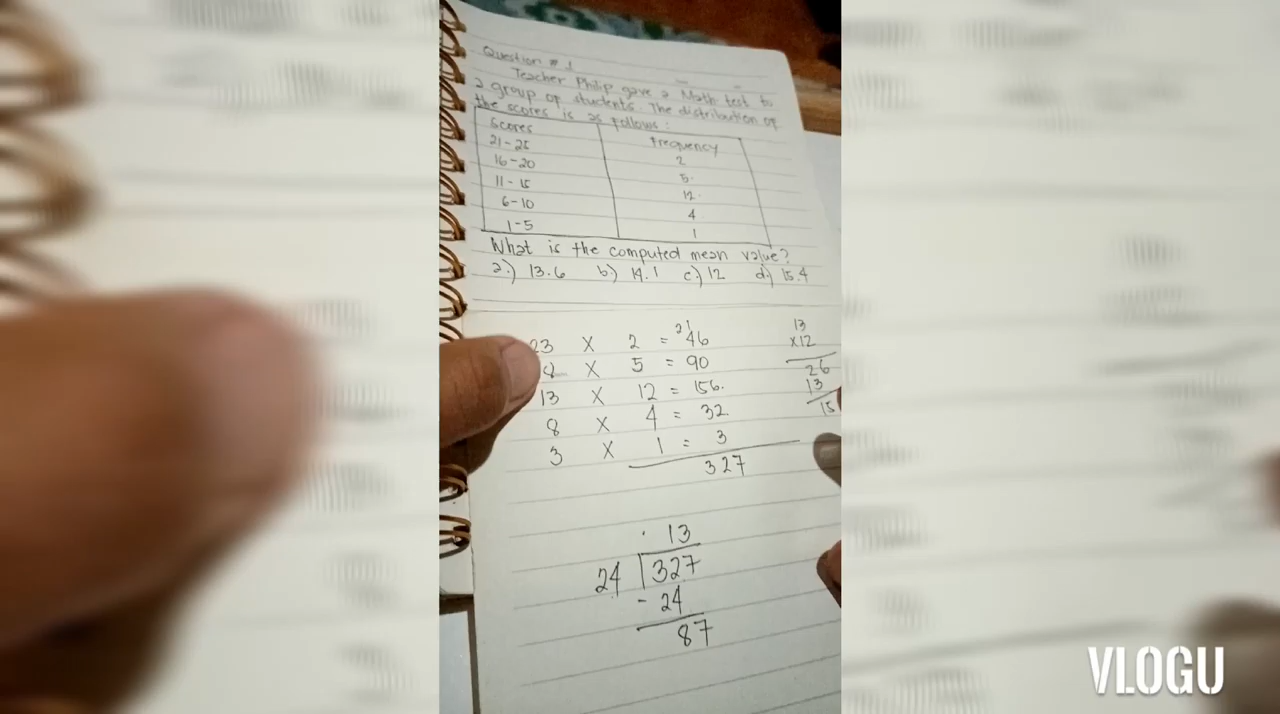 Question # 1
Teacher Philip gave a Math test to
a group of students. The distribution of
the scores is as follows:
Scores Frequency
21-25 2
16-20 5
11-15 12
6-10 4
1-5 1
What is the computed mean value?
a.) 13.6 b) 14.1 c.) 12 d.) 15.4
23 X 2 = 46
8 X 5 = 90
13 X 12 = 156.
8 X 4 = 32
3 X 1 = 3
327
21
13
X12
26
13
15
13
24 327
- 24
87
VLOGU